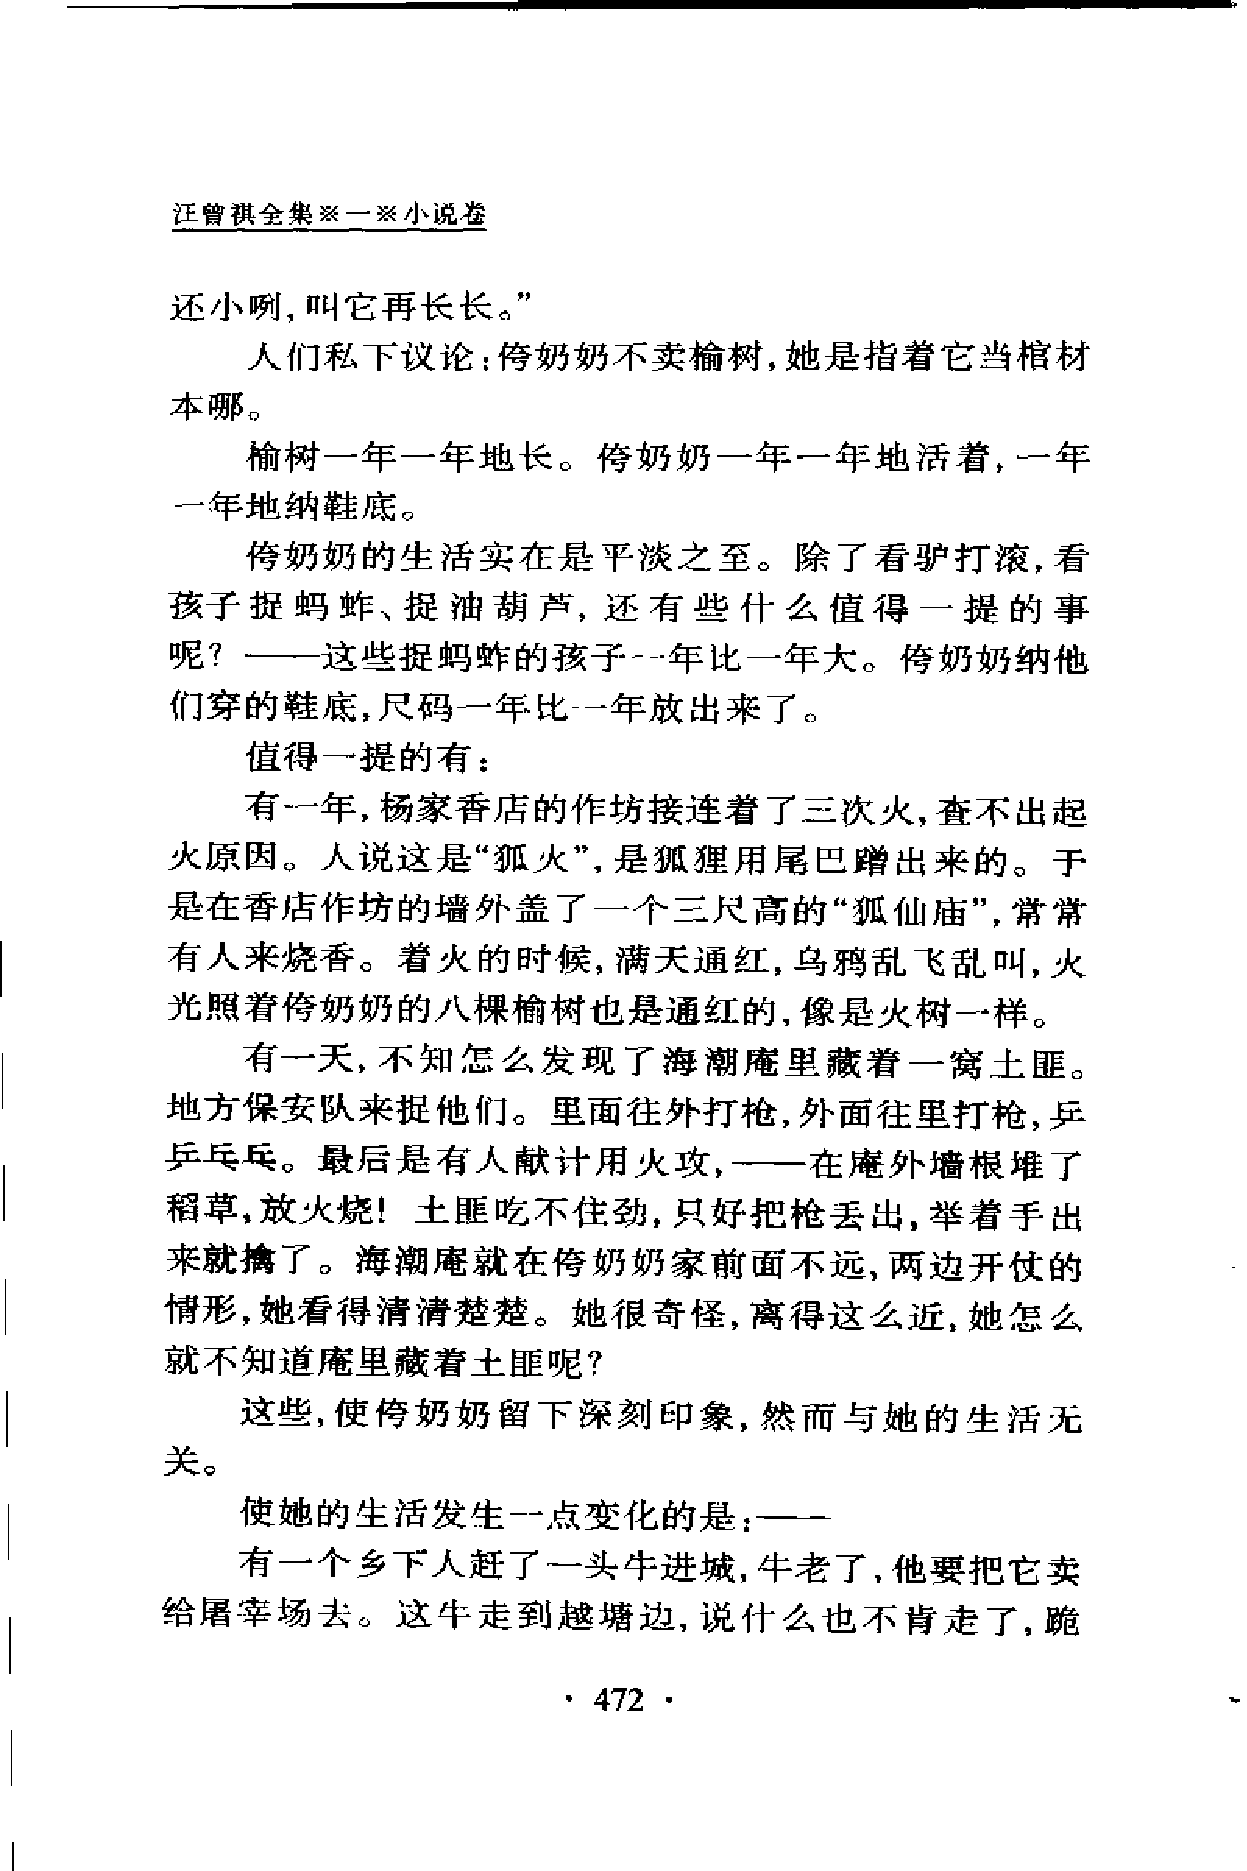 汪曾祺全集※一※小说卷
还小咧,叫它再长长。”
人们私下议论:侉奶奶不卖榆树,她是指着它当棺材
本哪。
榆树一年一年地长。侉奶奶一年一年地活着,一年
一年地纳鞋底。
侉奶奶的生活实在是平淡之至。除了看驴打滚,看
孩子捉蚂蚱、捉油葫芦,还有些什么值得一提的事
呢?——这些捉蚂蚱的孩子一年比一年大。侉奶奶纳他
们穿的鞋底,尺码一年比一年放出来了。
值得一提的有:
有一年,杨家香店的作坊接连着了三次火,查不出起
火原因。人说这是“狐火”,是狐狸用尾巴蹭出来的。于
是在香店作坊的墙外盖了一个三尺高的“狐仙庙”,常常
有人来烧香。着火的时候,满天通红,乌鸦乱飞乱叫,火
光照着侉奶奶的八棵榆树也是通红的,像是火树一样。
有一天,不知怎么发现了海潮庵里藏着一窝土匪。
地方保安队来捉他们。里面往外打枪,外面往里打枪,乒
乒乓乓。最后是有人献计用火攻,——在庵外墙根堆了
稻草,放火烧!土匪吃不住劲,只好把枪丢出,举着手出
来就擒了。海潮庵就在侉奶奶家前面不远,两边开仗的
情形,她看得清清楚楚。她很奇怪,离得这么近,她怎么
就不知道庵里藏着土匪呢?
这些,使侉奶奶留下深刻印象,然而与她的生活无
关。
使她的生活发生一点变化的是:——
有一个乡下人赶了一头牛进城,牛老了,他要把它卖
给屠宰场去。这牛走到越塘边,说什么也不肯走了,跪
· 472 ·